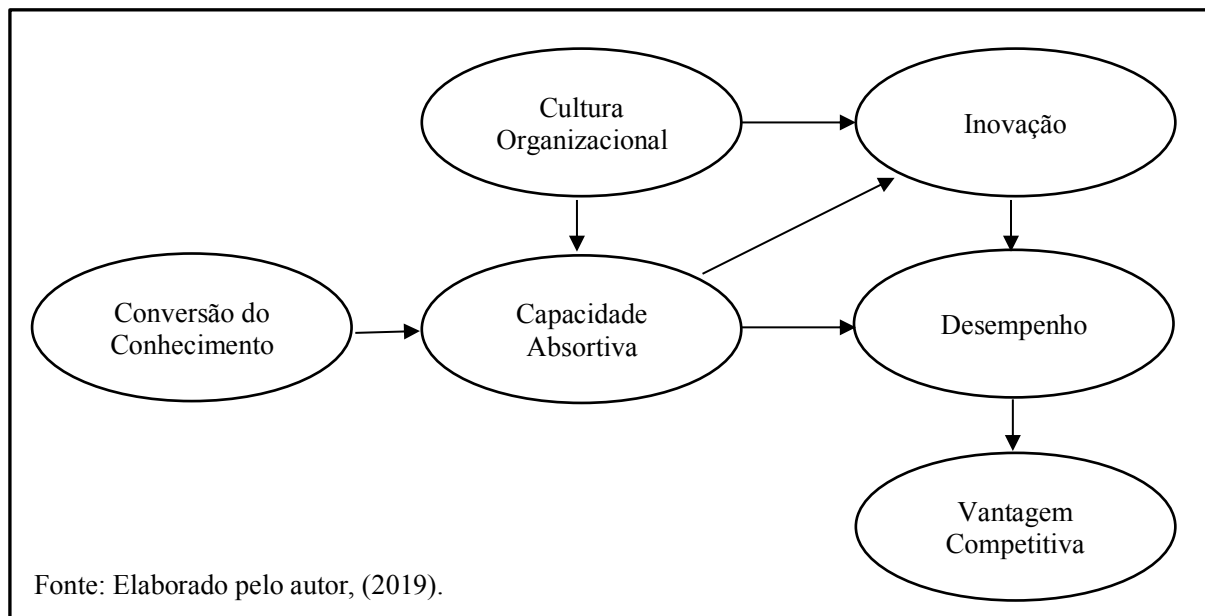 Cultura
Organizacional
Inovação
Conversão do
Conhecimento
Capacidade
Absortiva
Desempenho
Vantagem
Competitiva
Fonte: Elaborado pelo autor, (2019).